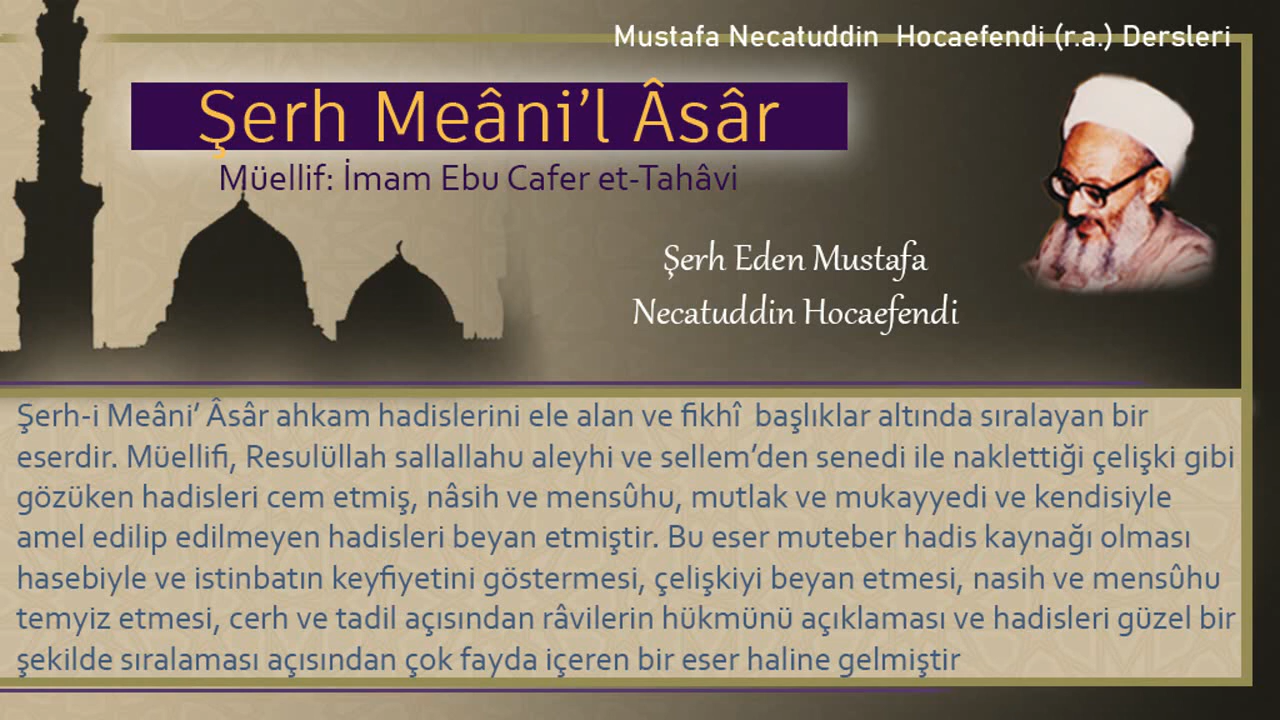 Mustafa Necatuddin Hocaefendi (r.a.) Dersleri
Şerh Meâni’l Âsâr
Müellif: İmam Ebu Cafer et-Tahâvi
Şerh Eden Mustafa
Necatuddin Hocaefendi
Şerh-i Meâni’ Âsâr ahkam hadislerini ele alan ve fikhî başlıklar altında sıralayan bir
eserdir. Müellifi, Resulüllah sallallahu aleyhi ve sellem’den senedi ile naklettiği çelişki gibi
gözüken hadisleri cem etmiş, nâsih ve mensûhu, mutlak ve mukayyedi ve kendisiyle
amel edilip edilmeyen hadisleri beyan etmiştir. Bu eser muteber hadis kaynağı olması
hasebiyle ve istinbatın keyfiyetini göstermesi, çelişkiyi beyan etmesi, nasih ve mensûhu
temyiz etmesi, cerh ve tadil açısından râvilerin hükmünü açıklaması ve hadisleri güzel bir
şekilde sıralaması açısından çok fayda içeren bir eser haline gelmiştir